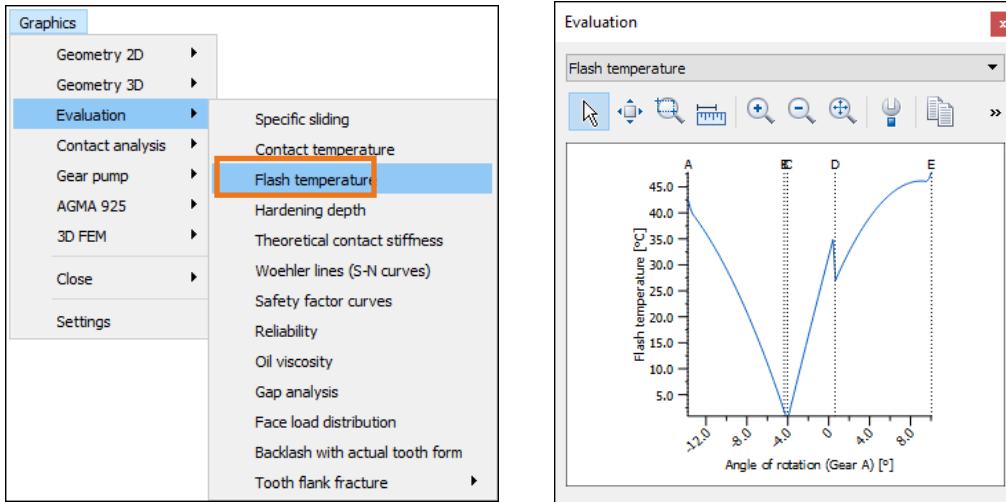 Graphics
Geometry 2D
Geometry 3D
Evaluation
Contact analysis
Gear pump
AGMA 925
3D FEM
Close
Settings
Specific sliding
Contact temperature
Flash temperature
Hardening depth
Theoretical contact stiffness
Woehler lines (S-N curves)
Safety factor curves
Reliability
Oil viscosity
Gap analysis
Face load distribution
Backlash with actual tooth form
Tooth flank fracture
Evaluation
x
Flash temperature
»
A B C D E
45.0
40.0
35.0
30.0
25.0
20.0
15.0
10.0
5.0
Flash temperature [°C]
-12.0 -8.0 -4.0 0 4.0 8.0
Angle of rotation (Gear A) [°]